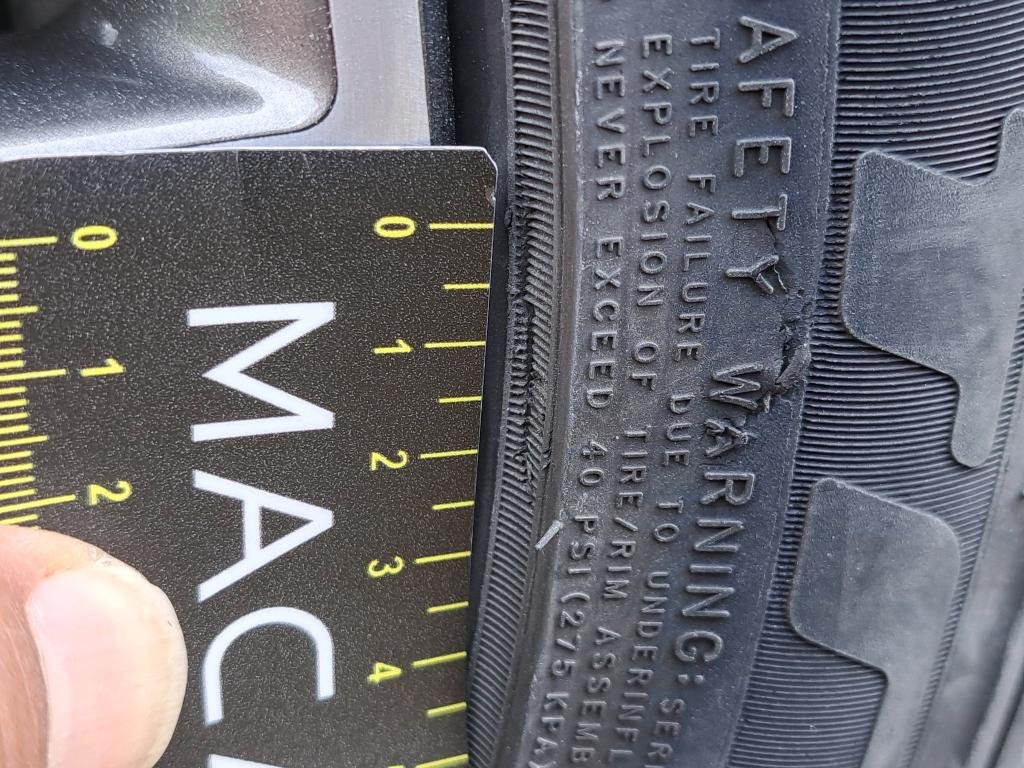 AFETY WARNING: SER
TIRE FAILURE DUE TO UNDERINFL
EXPLOSION OF TIRE/RIM ASSEMB
NEVER EXCEED 40 PSI (275 KPA)
0 1 2 3 4
MAC
0 1 2